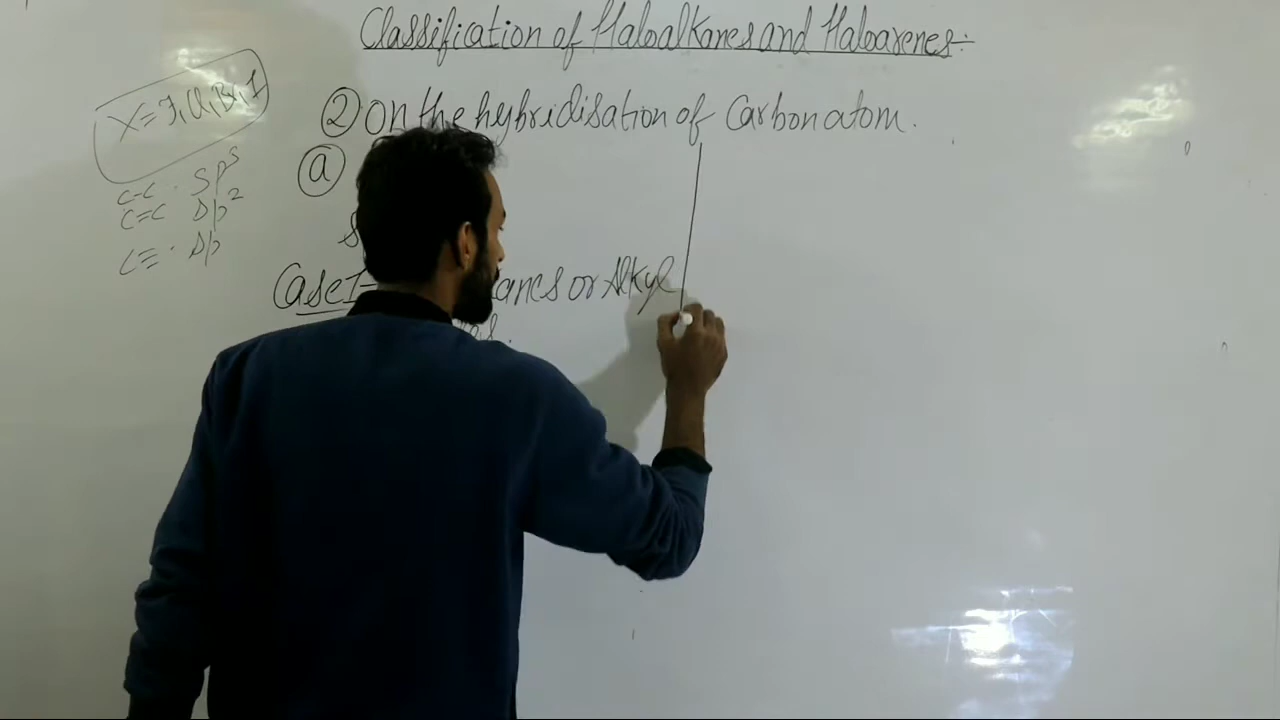 Classification of Haloalkanes and Haloarenes:-
X = F, Cl, Br, I
② On the hybridisation of Carbon atom.
ⓐ
C-C . SP³
C=C Sp²
C≡ . Sp
Case I- anes or Alkyl